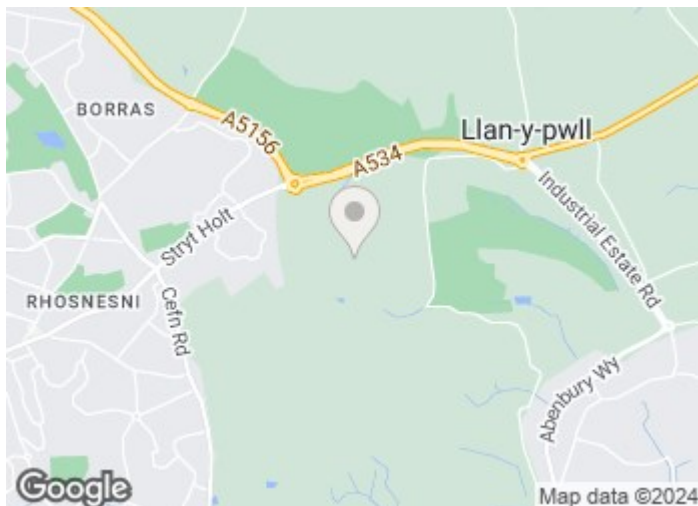 BORRAS
A5156
A534
Llan-y-pwll
Stryt Holt
Industrial Estate Rd
RHOSNESNI
Cefn Rd
Abenbury Wy
Google
Map data ©2024